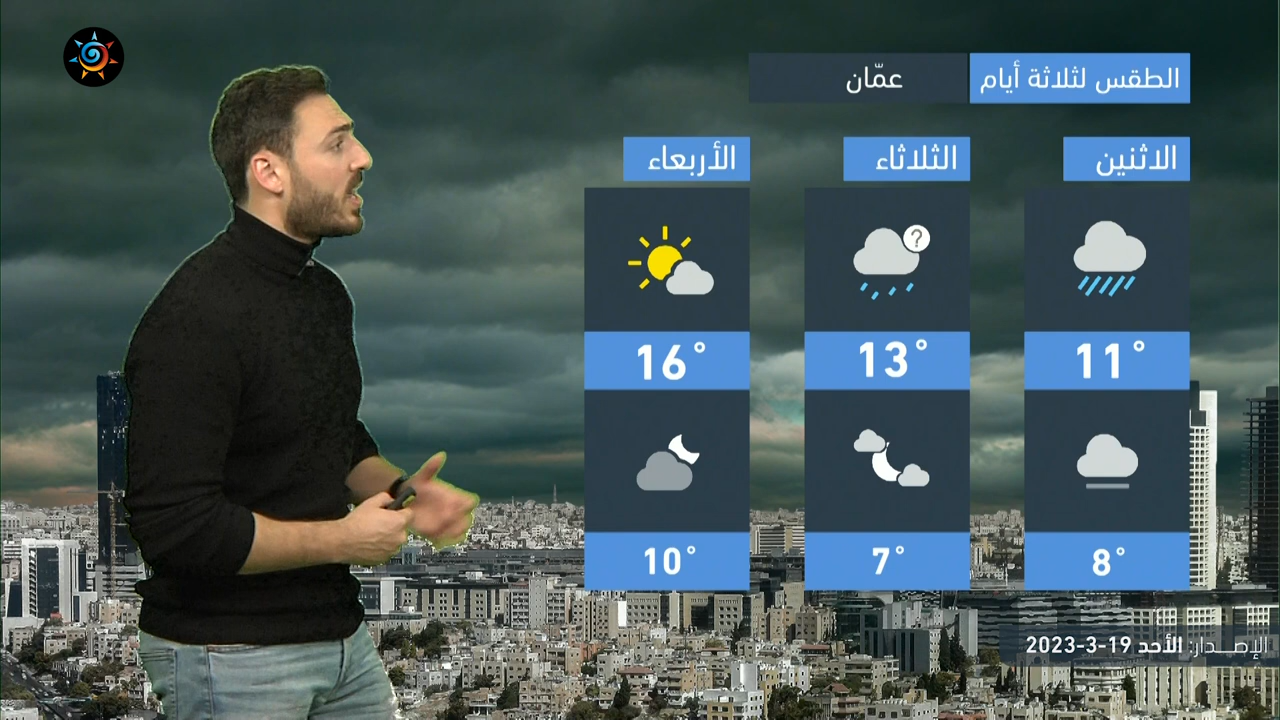 الطقس لثلاثة أيام
عمّان
الاثنين
الثلاثاء
الأربعاء
?
11°
13°
16°
8°
7°
10°
الإصـدار: الأحد 19-3-2023